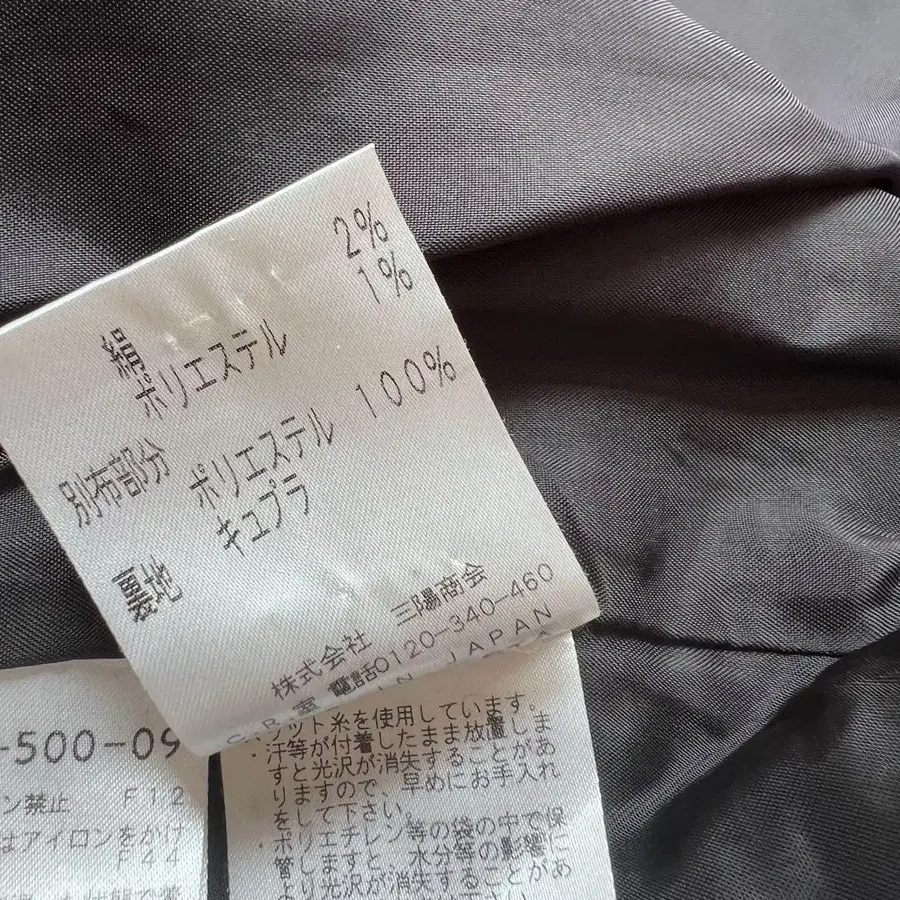 2%
1%
絹
ポリエステル
別布部分
ポリエステル 100%
キュプラ
裏地
株式会社 三陽商会
C.R.室 電話0120-340-460
IN JAPAN
-500-09
ン禁止 F12
はアイロンをかけ
F44
ット糸を使用しています。
・汗等が付着したまま放置しま
すと光沢が消失することがあ
りますので、早めにお手入れ
をして下さい。
・ポリエチレン等の袋の中で保
管しますと、水分等の影響に
より光沢が消失することがあ